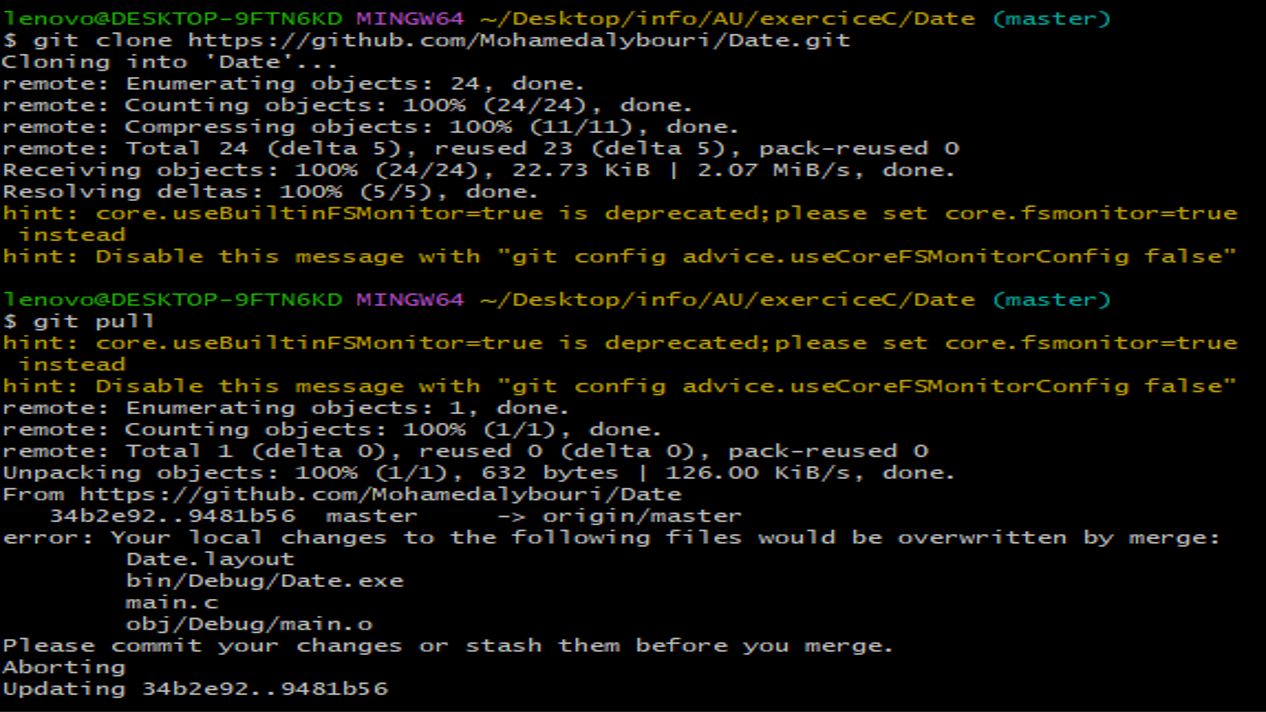 lenovo@DESKTOP-9FTN6KD MINGW64 ~/Desktop/info/AU/exerciceC/Date (master)
$ git clone https://github.com/Mohamedalybouri/Date.git
Cloning into 'Date'...
remote: Enumerating objects: 24, done.
remote: Counting objects: 100% (24/24), done.
remote: Compressing objects: 100% (11/11), done.
remote: Total 24 (delta 5), reused 23 (delta 5), pack-reused 0
Receiving objects: 100% (24/24), 22.73 KiB | 2.07 MiB/s, done.
Resolving deltas: 100% (5/5), done.
hint: core.useBuiltinFSMonitor=true is deprecated;please set core.fsmonitor=true
instead
hint: Disable this message with "git config advice.useCoreFSMonitorConfig false"
lenovo@DESKTOP-9FTN6KD MINGW64 ~/Desktop/info/AU/exerciceC/Date (master)
$ git pull
hint: core.useBuiltinFSMonitor=true is deprecated;please set core.fsmonitor=true
instead
hint: Disable this message with "git config advice.useCoreFSMonitorConfig false"
remote: Enumerating objects: 1, done.
remote: Counting objects: 100% (1/1), done.
remote: Total 1 (delta 0), reused 0 (delta 0), pack-reused 0
Unpacking objects: 100% (1/1), 632 bytes | 126.00 KiB/s, done.
From https://github.com/Mohamedalybouri/Date
34b2e92..9481b56 master -> origin/master
error: Your local changes to the following files would be overwritten by merge:
Date.layout
bin/Debug/Date.exe
main.c
obj/Debug/main.o
Please commit your changes or stash them before you merge.
Aborting
Updating 34b2e92..9481b56